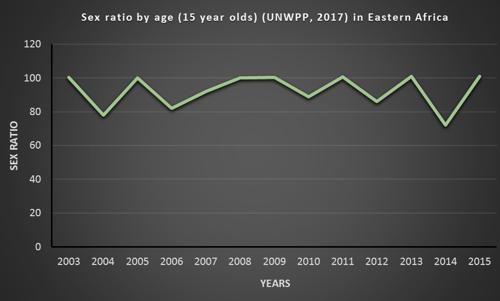 Sex ratio by age (15 year olds) (UNWPP, 2017) in Eastern Africa
120
100
80
60
40
20
0
SEX RATIO
2003 2004 2005 2006 2007 2008 2009 2010 2011 2012 2013 2014 2015
YEARS